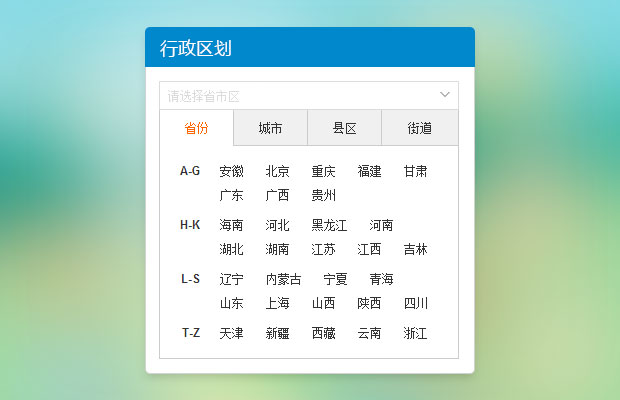 行政区划
请选择省市区
省份 城市 县区 街道
A-G 安徽 北京 重庆 福建 甘肃
广东 广西 贵州
H-K 海南 河北 黑龙江 河南
湖北 湖南 江苏 江西 吉林
L-S 辽宁 内蒙古 宁夏 青海
山东 上海 山西 陕西 四川
T-Z 天津 新疆 西藏 云南 浙江